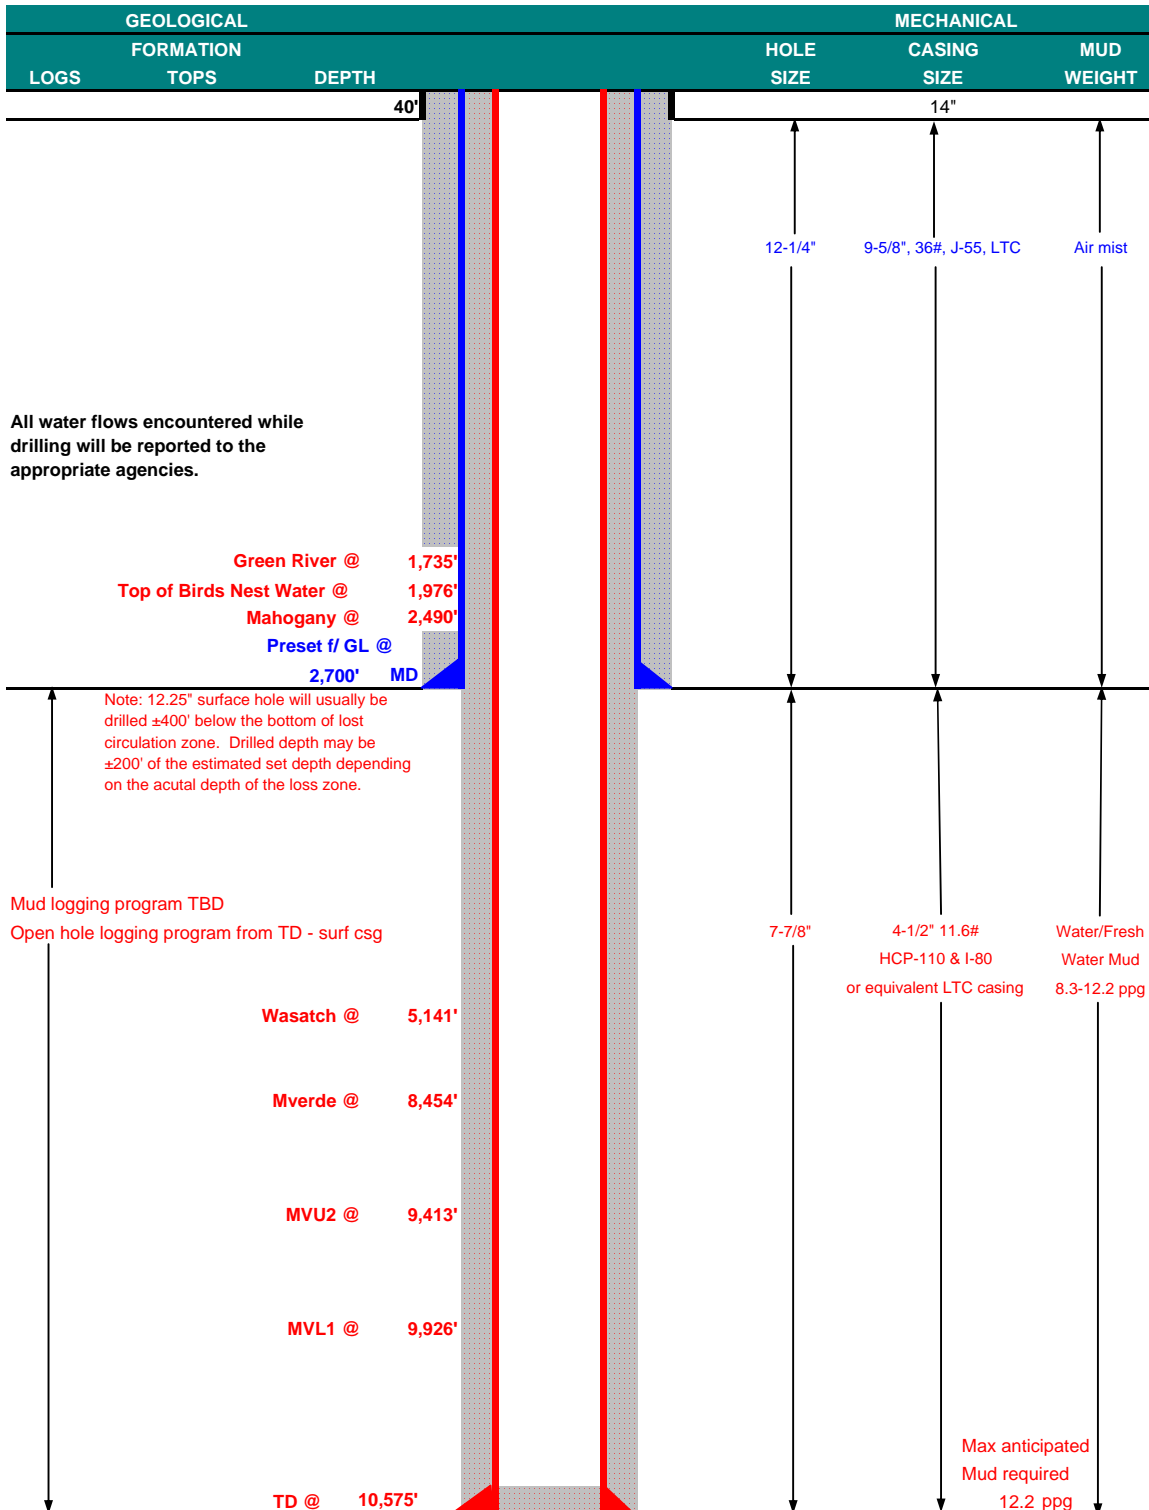 GEOLOGICAL MECHANICAL
FORMATION HOLE CASING MUD
LOGS TOPS DEPTH SIZE SIZE WEIGHT
40' 14"
12-1/4" 9-5/8", 36#, J-55, LTC Air mist
All water flows encountered while
drilling will be reported to the
appropriate agencies.
Green River @ 1,735'
Top of Birds Nest Water @ 1,976'
Mahogany @ 2,490'
Preset f/ GL @
2,700' MD
Note: 12.25" surface hole will usually be
drilled ±400' below the bottom of lost
circulation zone. Drilled depth may be
±200' of the estimated set depth depending
on the acutal depth of the loss zone.
Mud logging program TBD
Open hole logging program from TD - surf csg
7-7/8" 4-1/2" 11.6# Water/Fresh
HCP-110 & I-80 Water Mud
or equivalent LTC casing 8.3-12.2 ppg
Wasatch @ 5,141'
Mverde @ 8,454'
MVU2 @ 9,413'
MVL1 @ 9,926'
Max anticipated
Mud required
TD @ 10,575' 12.2 ppg